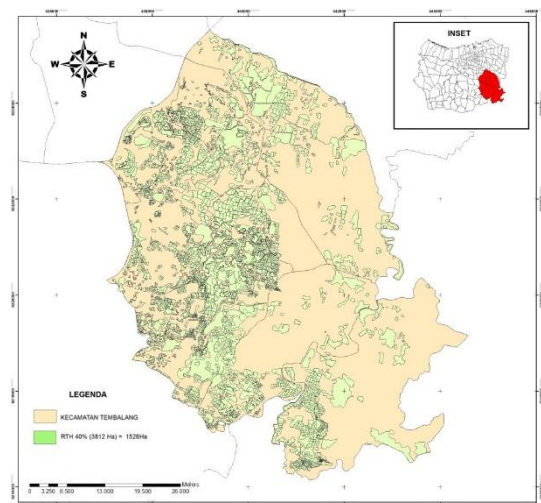 N
W E
S
INSET
LEGENDA
KECAMATAN TEMBALANG
RTH 40% (3812 Ha) = 1526Ha
Meters
0 3.250 6.500 13.000 19.500 26.000